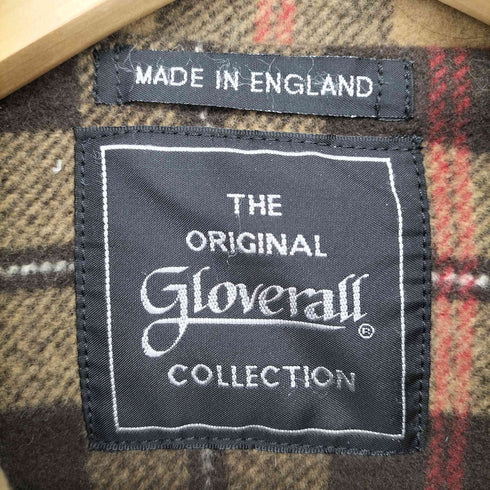 MADE IN ENGLAND
THE
ORIGINAL
Gloverall®
COLLECTION